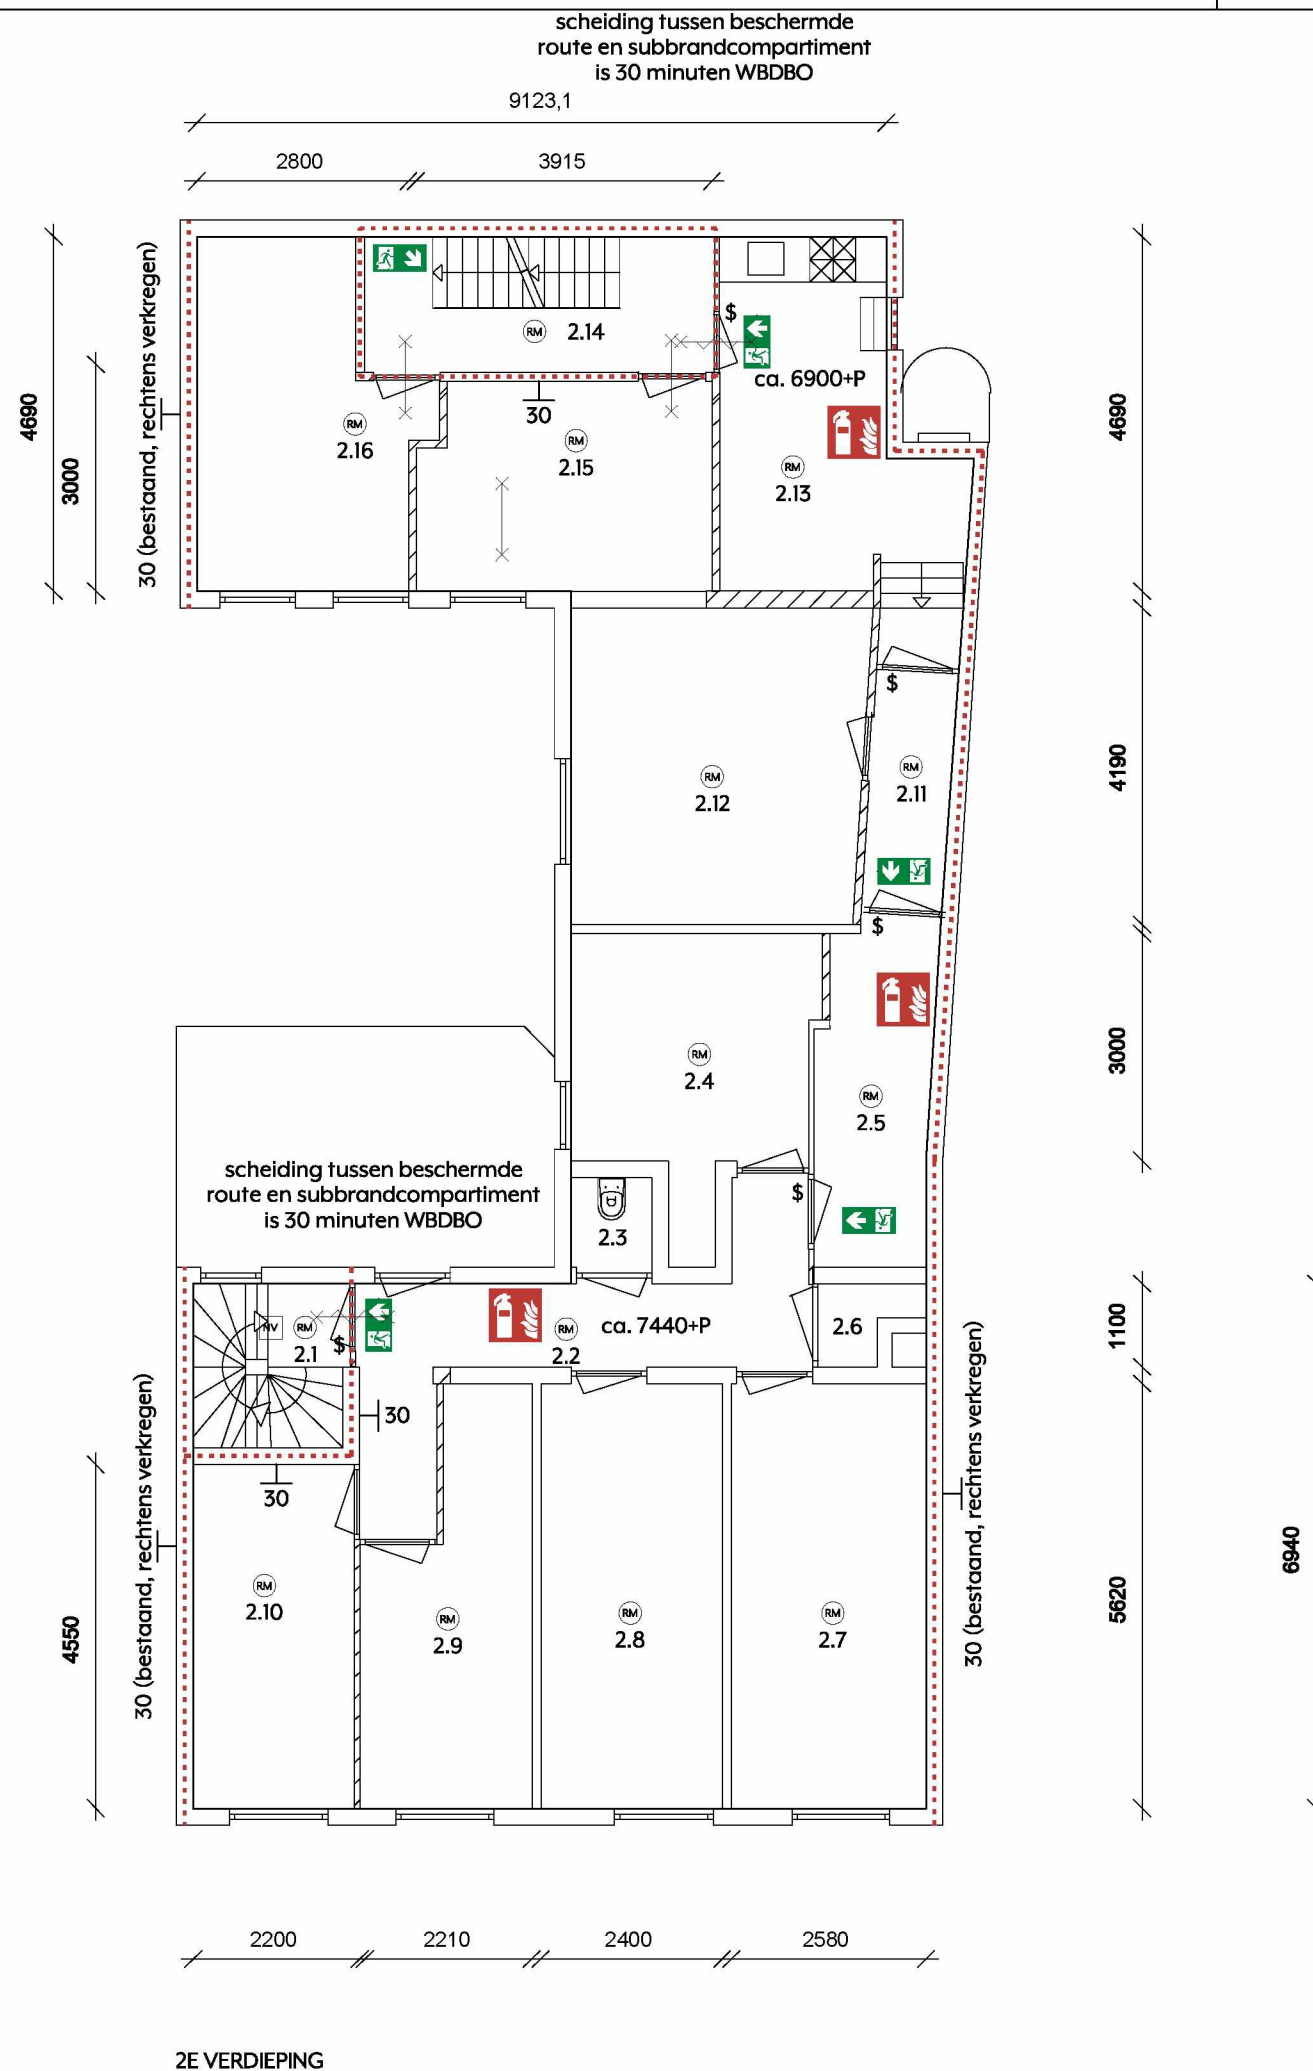 scheiding tussen beschermde
route en subbrandcompartiment
is 30 minuten WBDBO
9123,1
2800
3915
30 (bestaand, rechtens verkregen)
4690
3000
RM
2.14
$
ca. 6900+P
30
RM
2.16
RM
2.15
RM
2.13
4690
$
RM
2.12
RM
2.11
4190
$
RM
2.4
RM
2.5
3000
scheiding tussen beschermde
route en subbrandcompartiment
is 30 minuten WBDBO
$
2.3
NV
RM
2.1
$
RM
2.2
ca. 7440+P
2.6
1100
30 (bestaand, rechtens verkregen)
30
30
30 (bestaand, rechtens verkregen)
4550
RM
2.10
RM
2.9
RM
2.8
RM
2.7
5620
6940
2200
2210
2400
2580
2E VERDIEPING